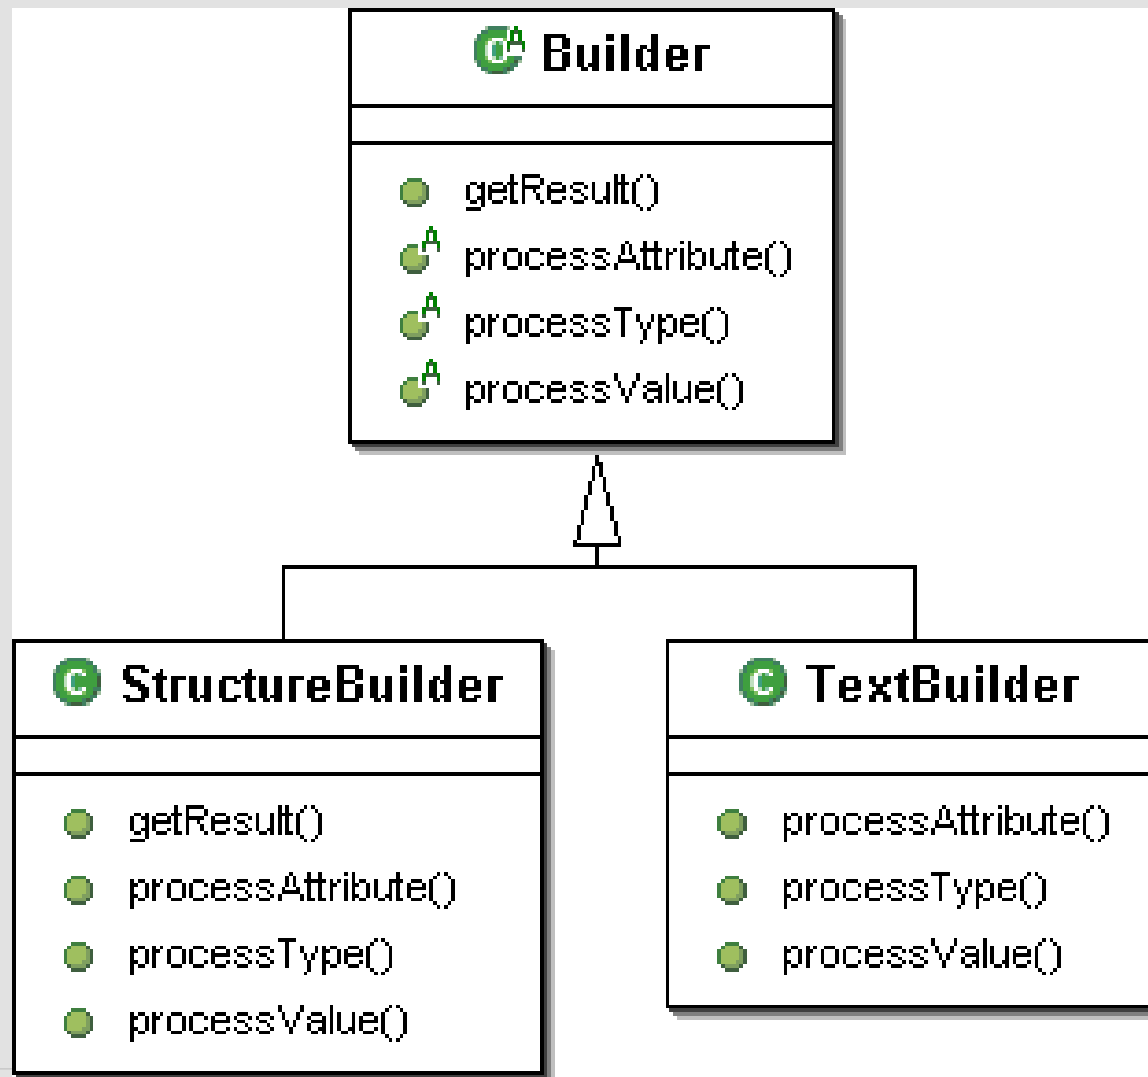 Builder
getResult()
processAttribute()
processType()
processValue()
StructureBuilder
getResult()
processAttribute()
processType()
processValue()
TextBuilder
processAttribute()
processType()
processValue()